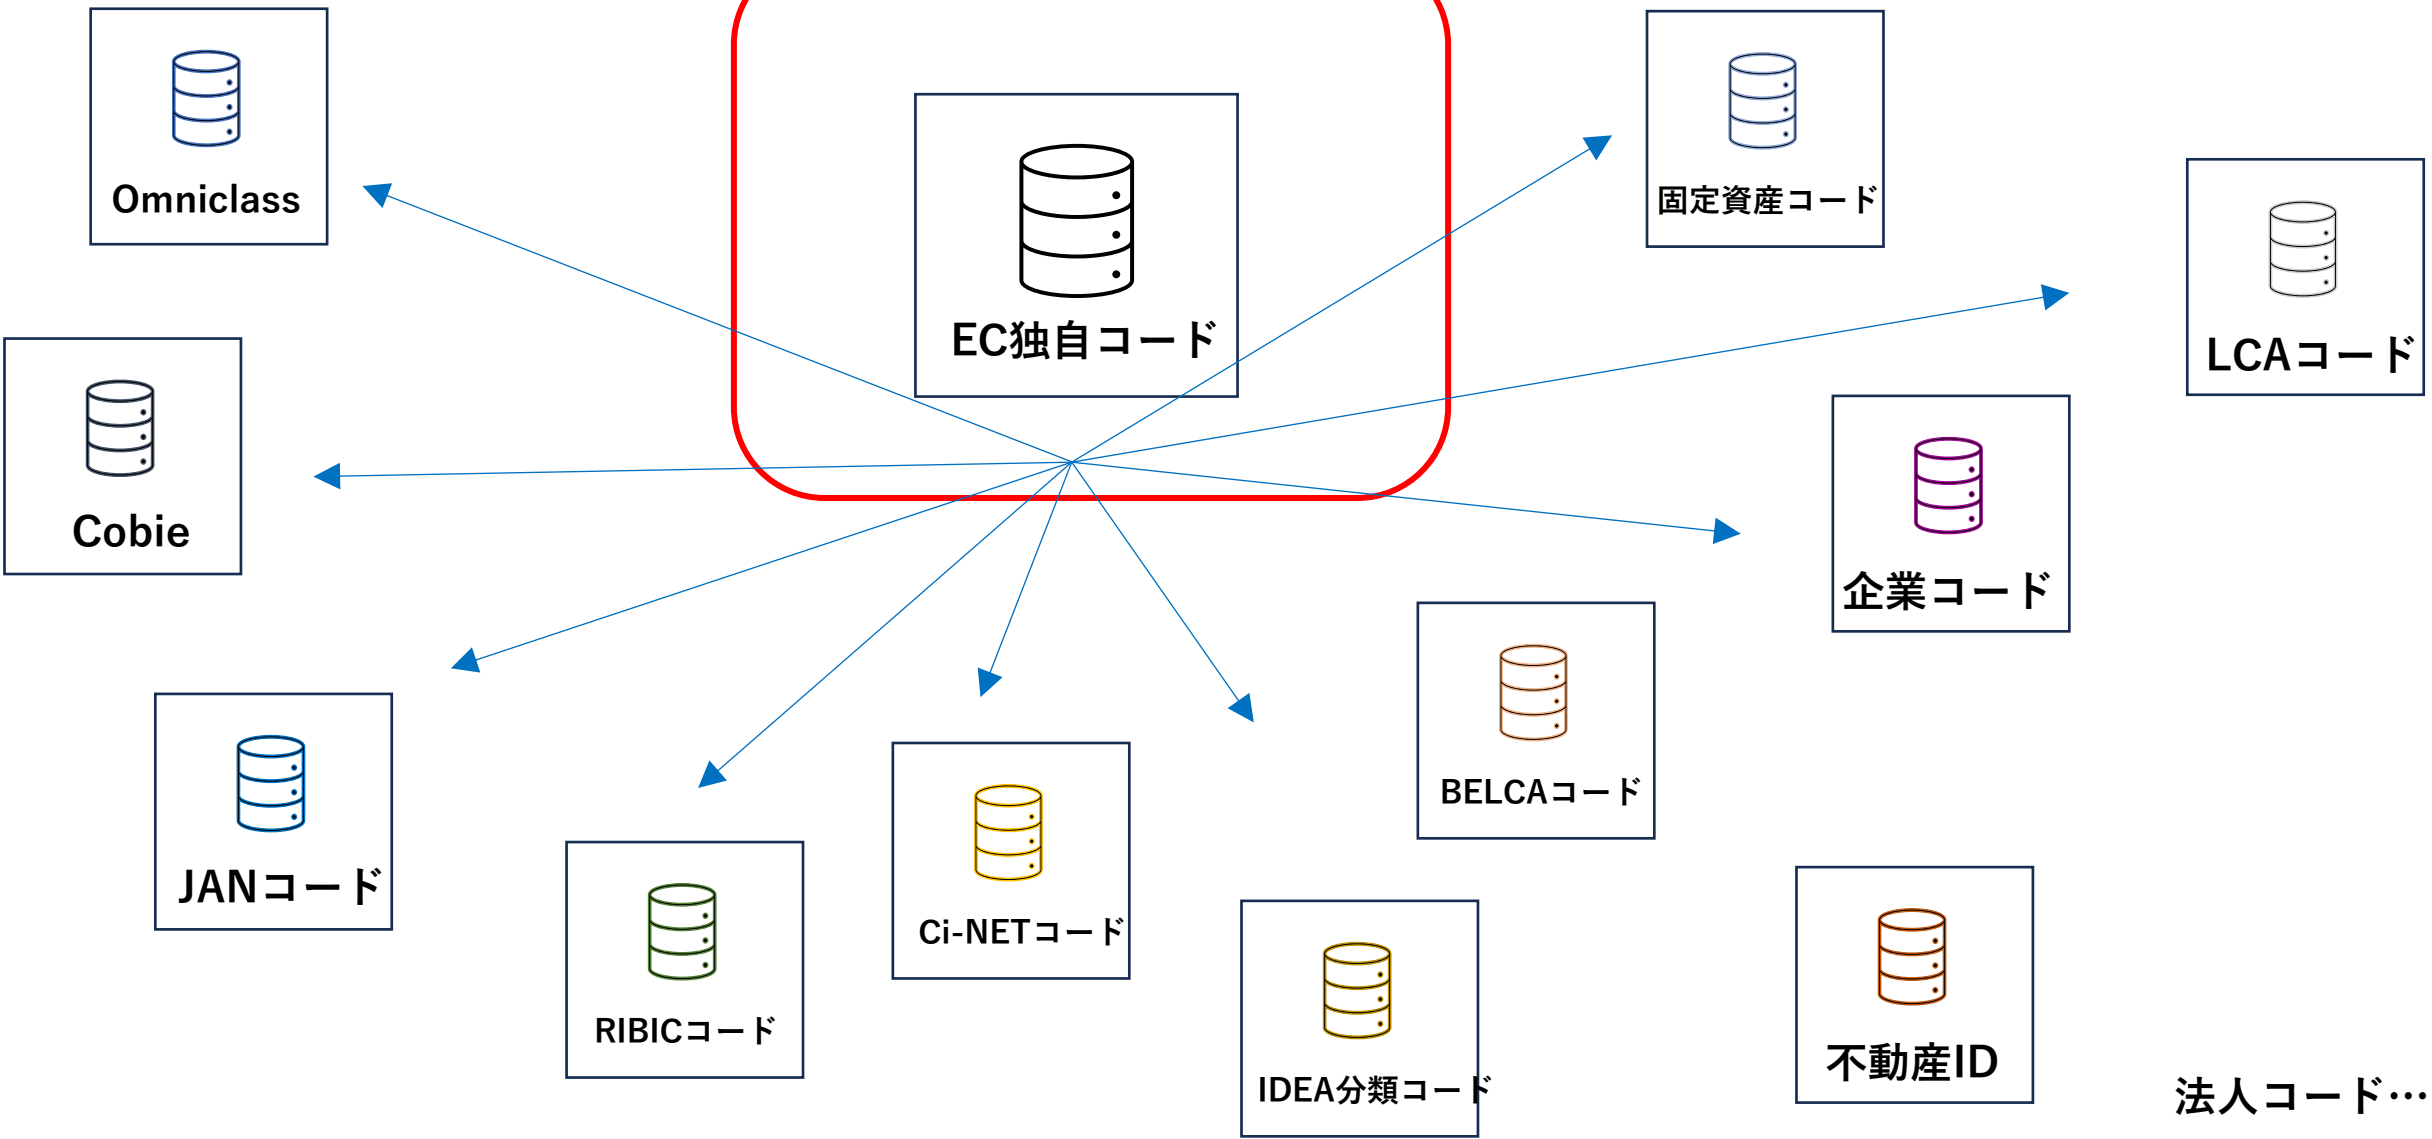 Omniclass
固定資産コード
EC独自コード
LCAコード
Cobie
企業コード
BELCAコード
JANコード
Ci-NETコード
RIBICコード
IDEA分類コード
不動産ID
法人コード…